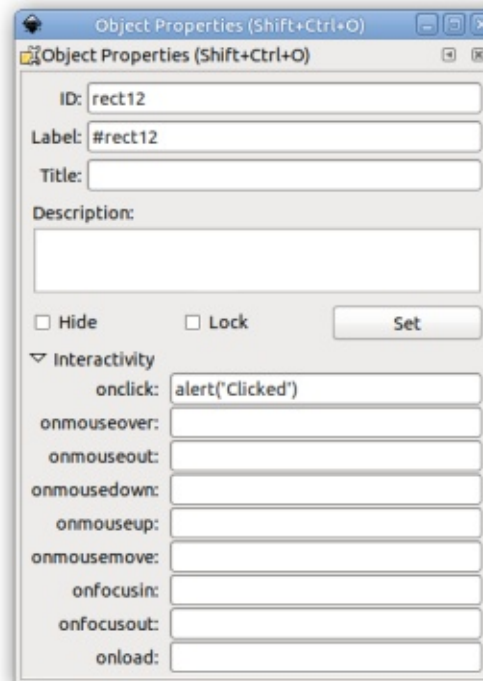 Object Properties (Shift+Ctrl+O)
Object Properties (Shift+Ctrl+O)
ID: rect12
Label: #rect12
Title:
Description:
Hide Lock Set
Interactivity
onclick: alert("Clicked")
onmouseover:
onmouseout:
onmousedown:
onmouseup:
onmousemove:
onfocusin:
onfocusout:
onload: